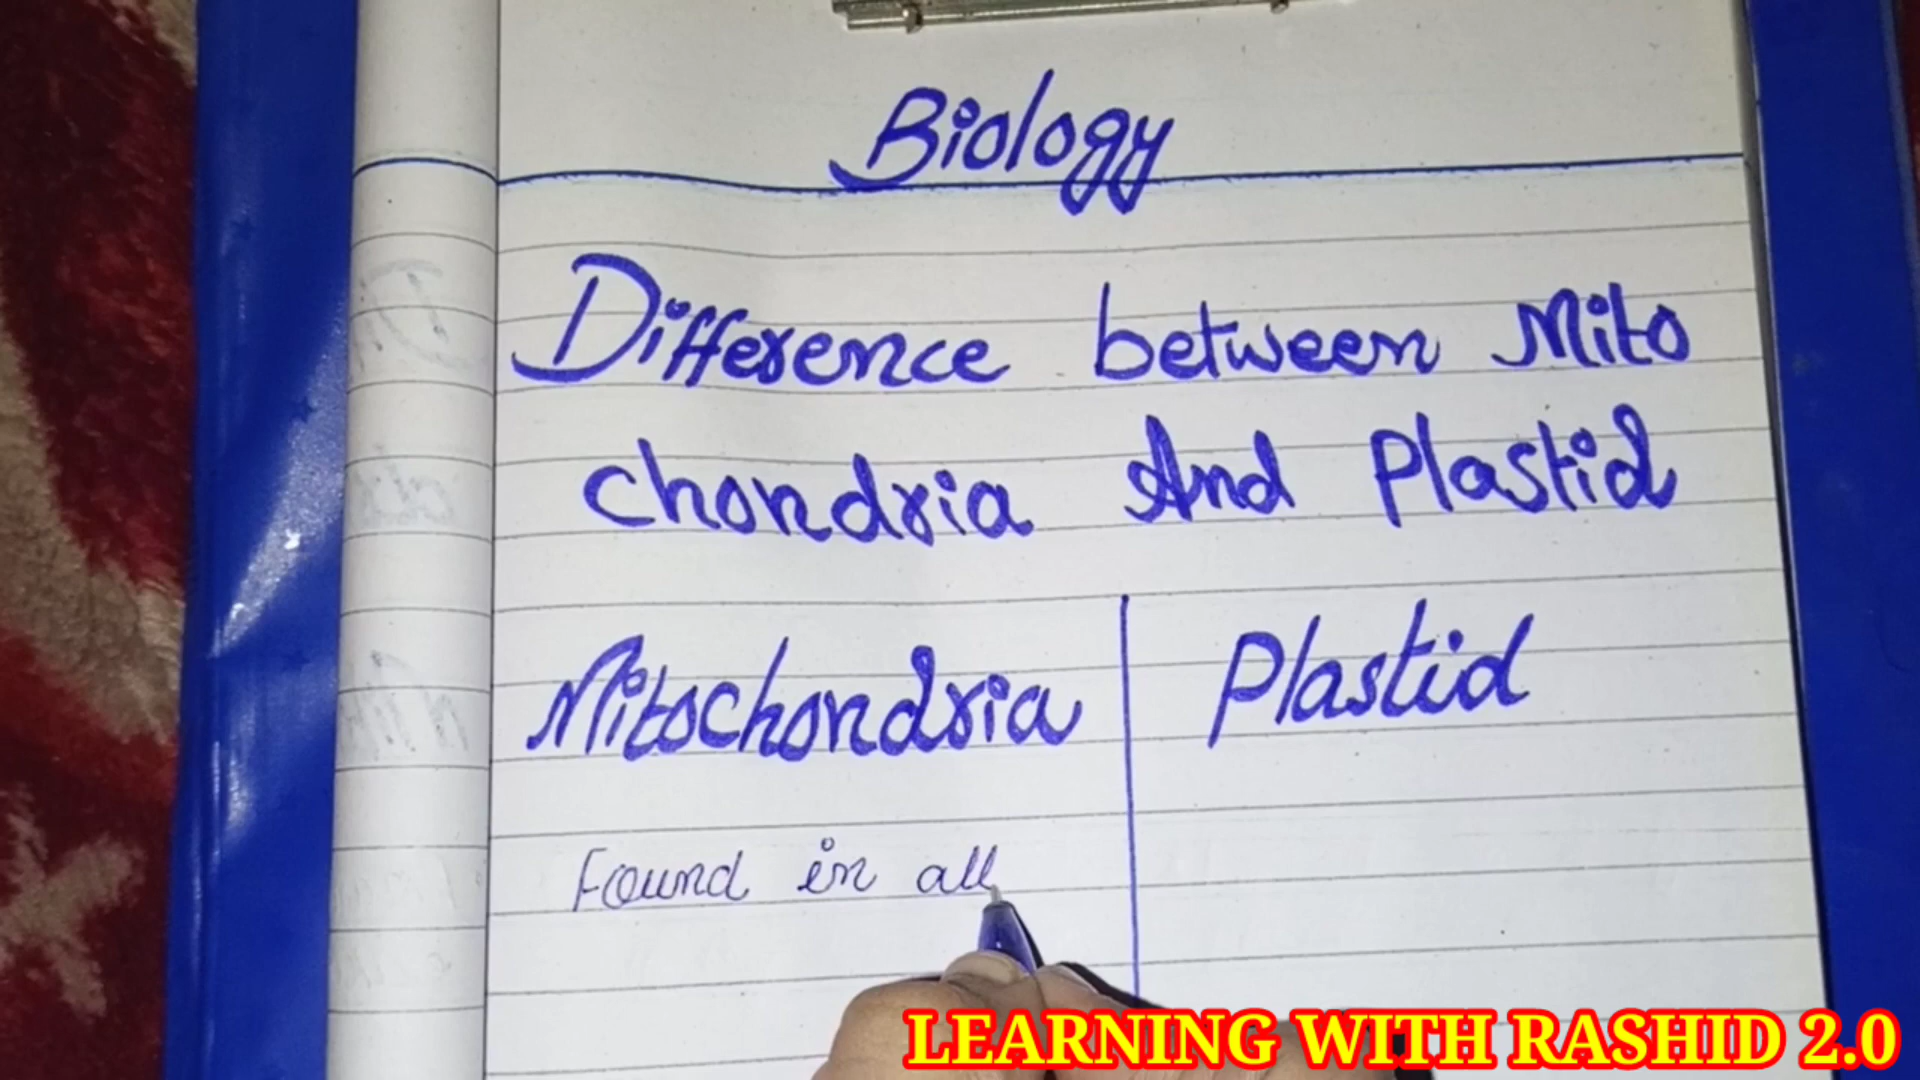 Biology
Difference between Mito
chondria And Plastid
Mitochondria Plastid
Found in all
LEARNING WITH RASHID 2.0